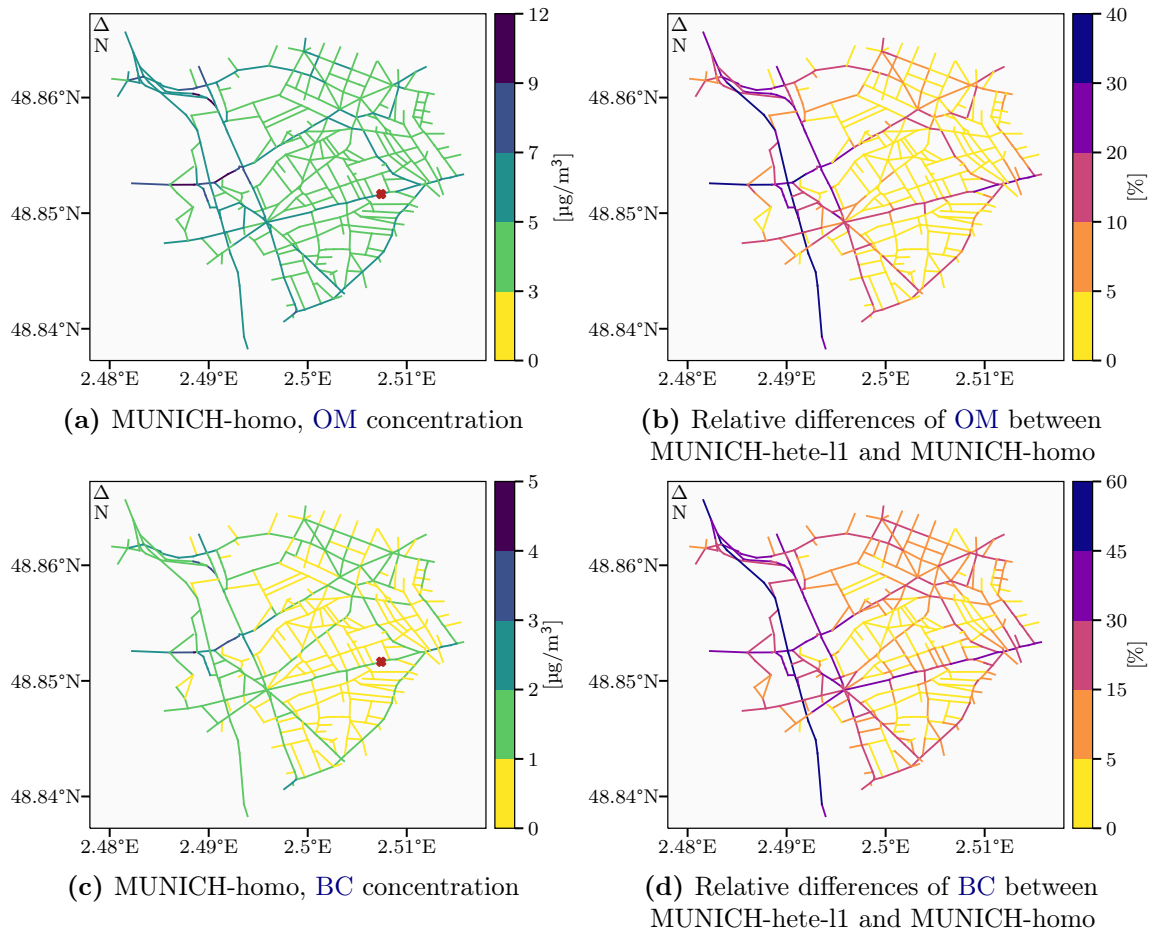 Δ
N
48.86°N
48.85°N
48.84°N
2.48°E
2.49°E
2.5°E
2.51°E
12
9
7
5
3
0
[µg/m³]
(a) MUNICH-homo, OM concentration
Δ
N
48.86°N
48.85°N
48.84°N
2.48°E
2.49°E
2.5°E
2.51°E
40
30
20
10
5
0
[%]
(b) Relative differences of OM between
MUNICH-hete-l1 and MUNICH-homo
Δ
N
48.86°N
48.85°N
48.84°N
2.48°E
2.49°E
2.5°E
2.51°E
5
4
3
2
1
0
[µg/m³]
(c) MUNICH-homo, BC concentration
Δ
N
48.86°N
48.85°N
48.84°N
2.48°E
2.49°E
2.5°E
2.51°E
60
45
30
15
5
0
[%]
(d) Relative differences of BC between
MUNICH-hete-l1 and MUNICH-homo